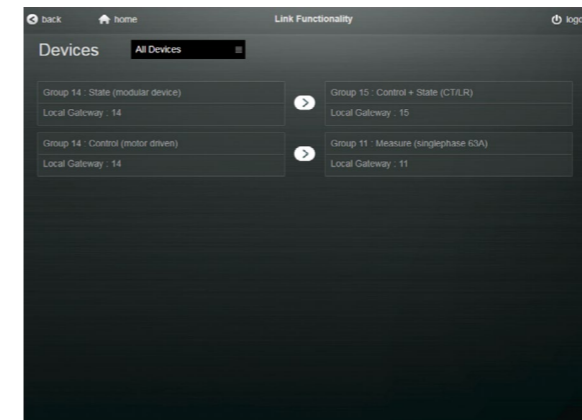 back home Link Functionality logo
Devices All Devices
Group 14 : State (modular device)
Local Gateway : 14
Group 15 : Control + State (CT/LR)
Local Gateway : 15
Group 14 : Control (motor driven)
Local Gateway : 14
Group 11 : Measure (singlephase 63A)
Local Gateway : 11